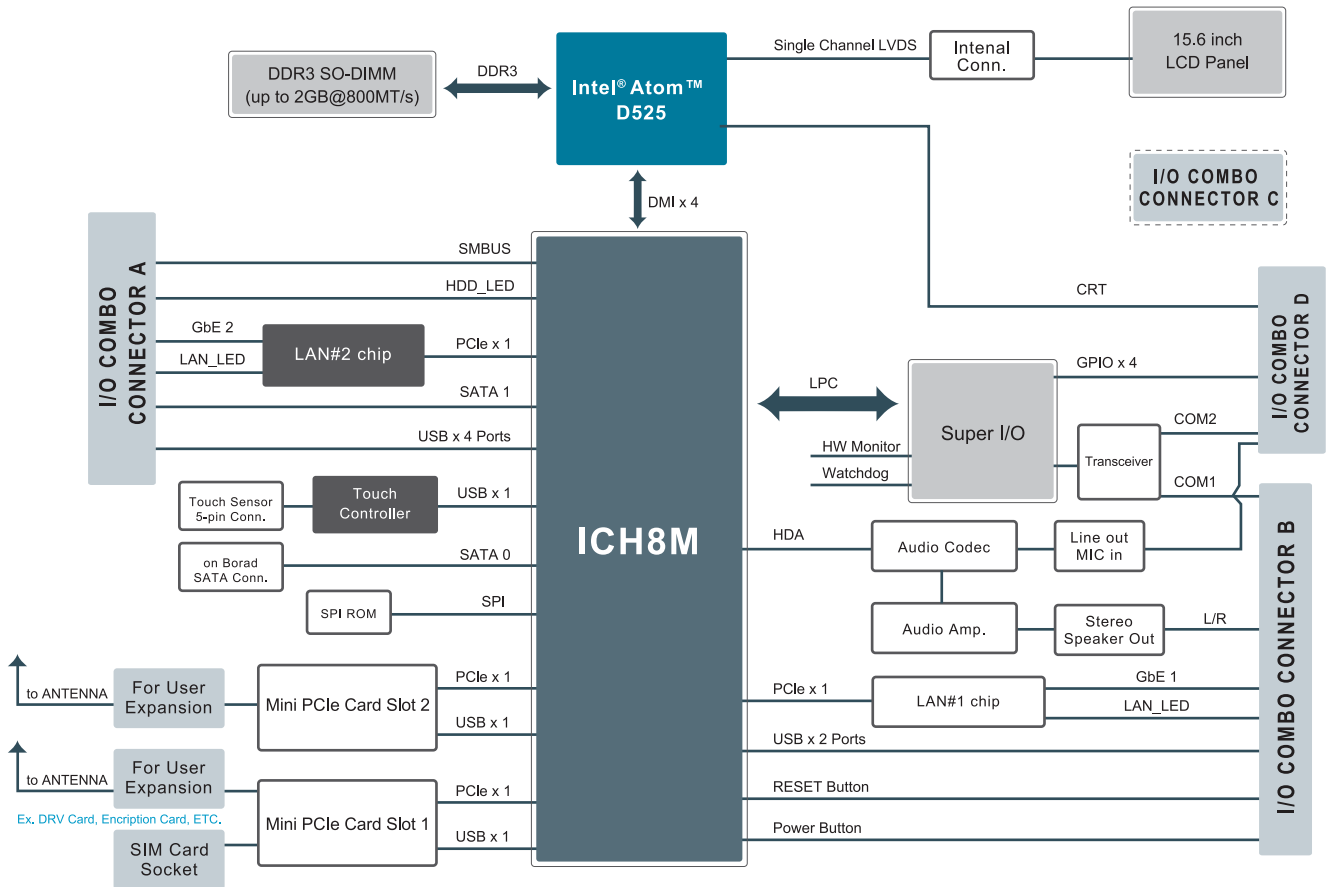 Single Channel LVDS
Intenal
Conn.
15.6 inch
LCD Panel
DDR3 SO-DIMM
(up to 2GB@800MT/s)
DDR3
Intel® Atom™
D525
I/O COMBO
CONNECTOR C
DMI x 4
I/O COMBO
CONNECTOR A
SMBUS
HDD_LED
GbE 2
LAN_LED
LAN#2 chip
PCIe x 1
SATA 1
USB x 4 Ports
Touch Sensor
5-pin Conn.
Touch
Controller
USB x 1
on Borad
SATA Conn.
SATA 0
SPI ROM
SPI
to ANTENNA
For User
Expansion
Mini PCIe Card Slot 2
PCIe x 1
USB x 1
to ANTENNA
For User
Expansion
Ex. DRV Card, Encription Card, ETC.
SIM Card
Socket
Mini PCIe Card Slot 1
PCIe x 1
USB x 1
ICH8M
CRT
I/O COMBO
CONNECTOR D
LPC
Super I/O
GPIO x 4
HW Monitor
Watchdog
Transceiver
COM2
COM1
HDA
Audio Codec
Line out
MIC in
Audio Amp.
Stereo
Speaker Out
L/R
PCIe x 1
LAN#1 chip
GbE 1
LAN_LED
USB x 2 Ports
RESET Button
Power Button
I/O COMBO CONNECTOR B